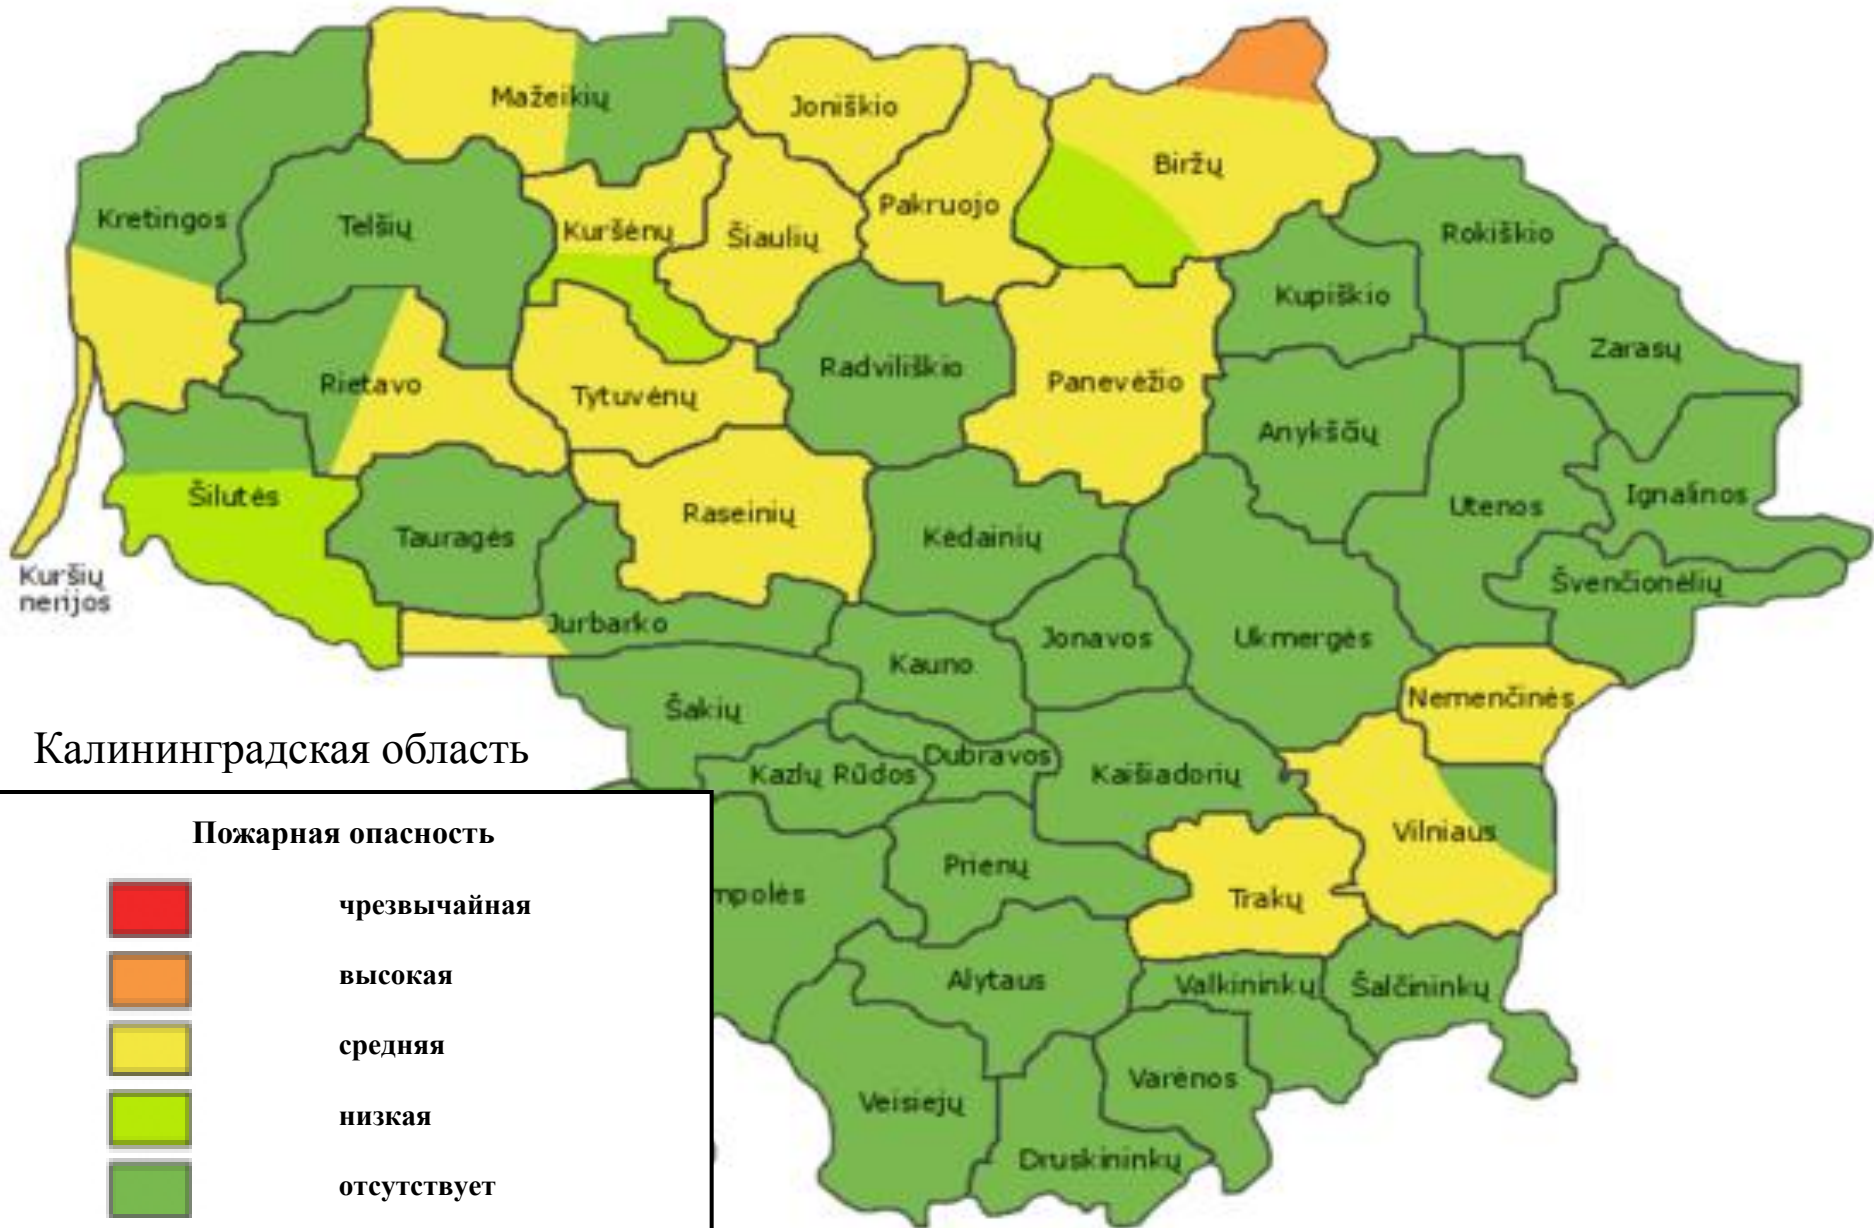 Mažeikių
Joniškio
Biržų
Kretingos
Telšių
Kuršėnų
Šiaulių
Pakruojo
Rokiškio
Kupiškio
Zarasų
Rietavo
Tytuvėnų
Radviliškio
Panevėžio
Anykščių
Šilutės
Tauragės
Raseinių
Kėdainių
Utenos
Ignalinos
Kuršių
nerijos
Švenčionėlių
Jurbarko
Kauno
Jonavos
Ukmergės
Nemenčinės
Šakių
Kazlų Rūdos
Dubravos
Kaišiadorių
Vilniaus
Prienų
Trakų
mpolės
Alytaus
Valkininkų
Šalčininkų
Veisiejų
Varėnos
Druskininkų
Калининградская область
Пожарная опасность
чрезвычайная
высокая
средняя
низкая
отсутствует